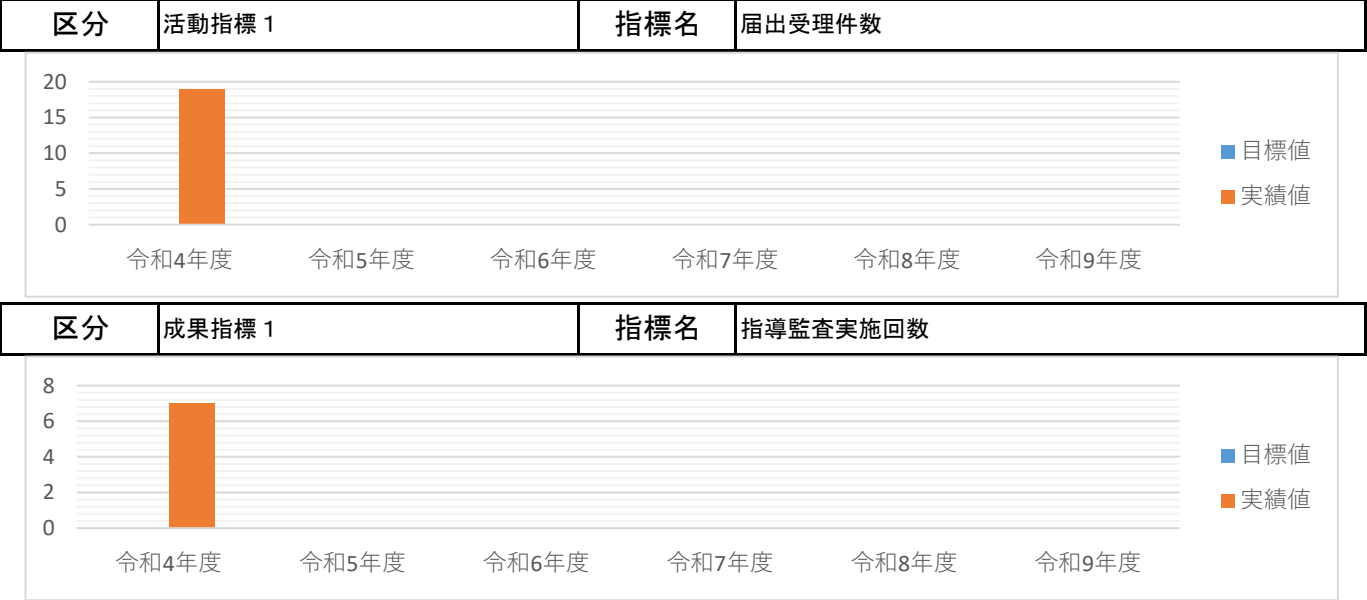 区分 活動指標１ 指標名 届出受理件数
20
15
10
5
0
令和4年度 令和5年度 令和6年度 令和7年度 令和8年度 令和9年度
目標値
実績値
区分 成果指標１ 指標名 指導監査実施回数
8
6
4
2
0
令和4年度 令和5年度 令和6年度 令和7年度 令和8年度 令和9年度
目標値
実績値